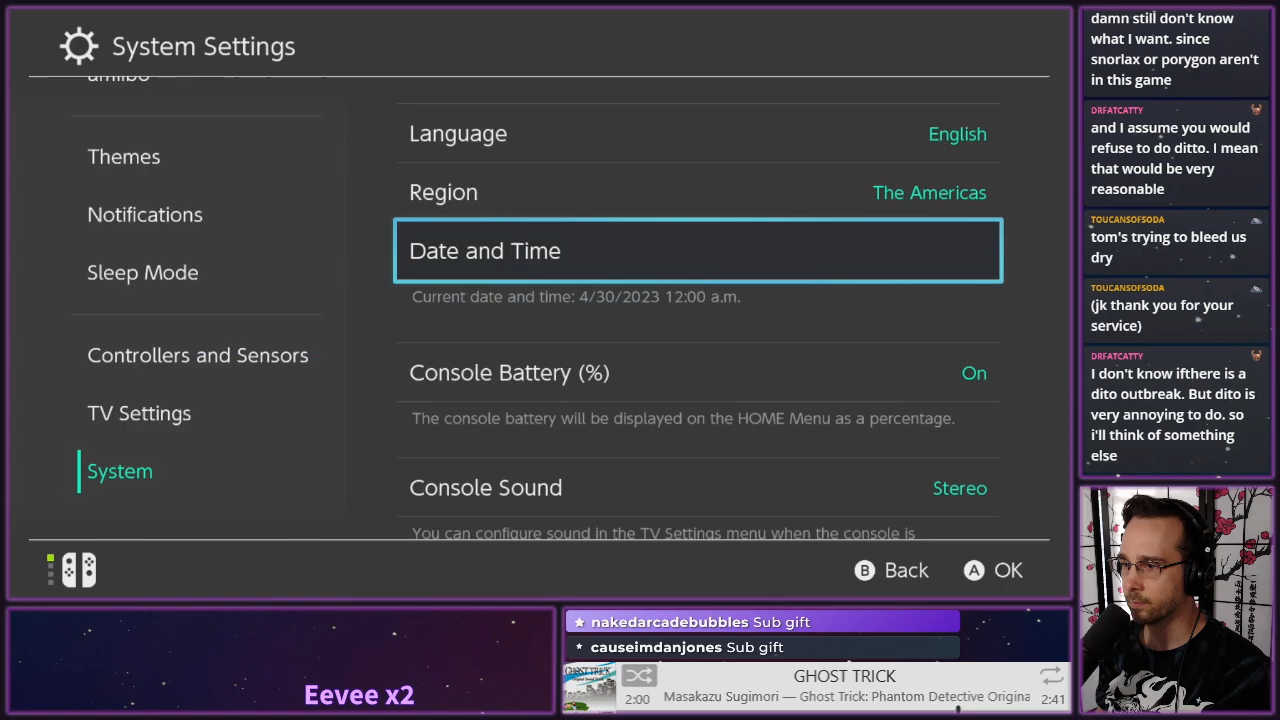 System Settings
amiibo
Themes
Notifications
Sleep Mode
Controllers and Sensors
TV Settings
System
Language
English
Region
The Americas
Date and Time
Current date and time: 4/30/2023 12:00 a.m.
Console Battery (%)
On
The console battery will be displayed on the HOME Menu as a percentage.
Console Sound
Stereo
You can configure sound in the TV Settings menu when the console is
B Back
A OK
damn still don't know
what I want. since
snorlax or porygon aren't
in this game
DRFATCATTY
and I assume you would
refuse to do ditto. I mean
that would be very
reasonable
TOUCANSOFSODA
tom's trying to bleed us
dry
TOUCANSOFSODA
(jk thank you for your
service)
DRFATCATTY
I don't know ifthere is a
dito outbreak. But dito is
very annoying to do. so
i'll think of something
else
Eevee x2
nakedarcadebubbles Sub gift
causeimdanjones Sub gift
GHOST TRICK
GHOST TRICK
2:00
Masakazu Sugimori — Ghost Trick: Phantom Detective Origina
2:41